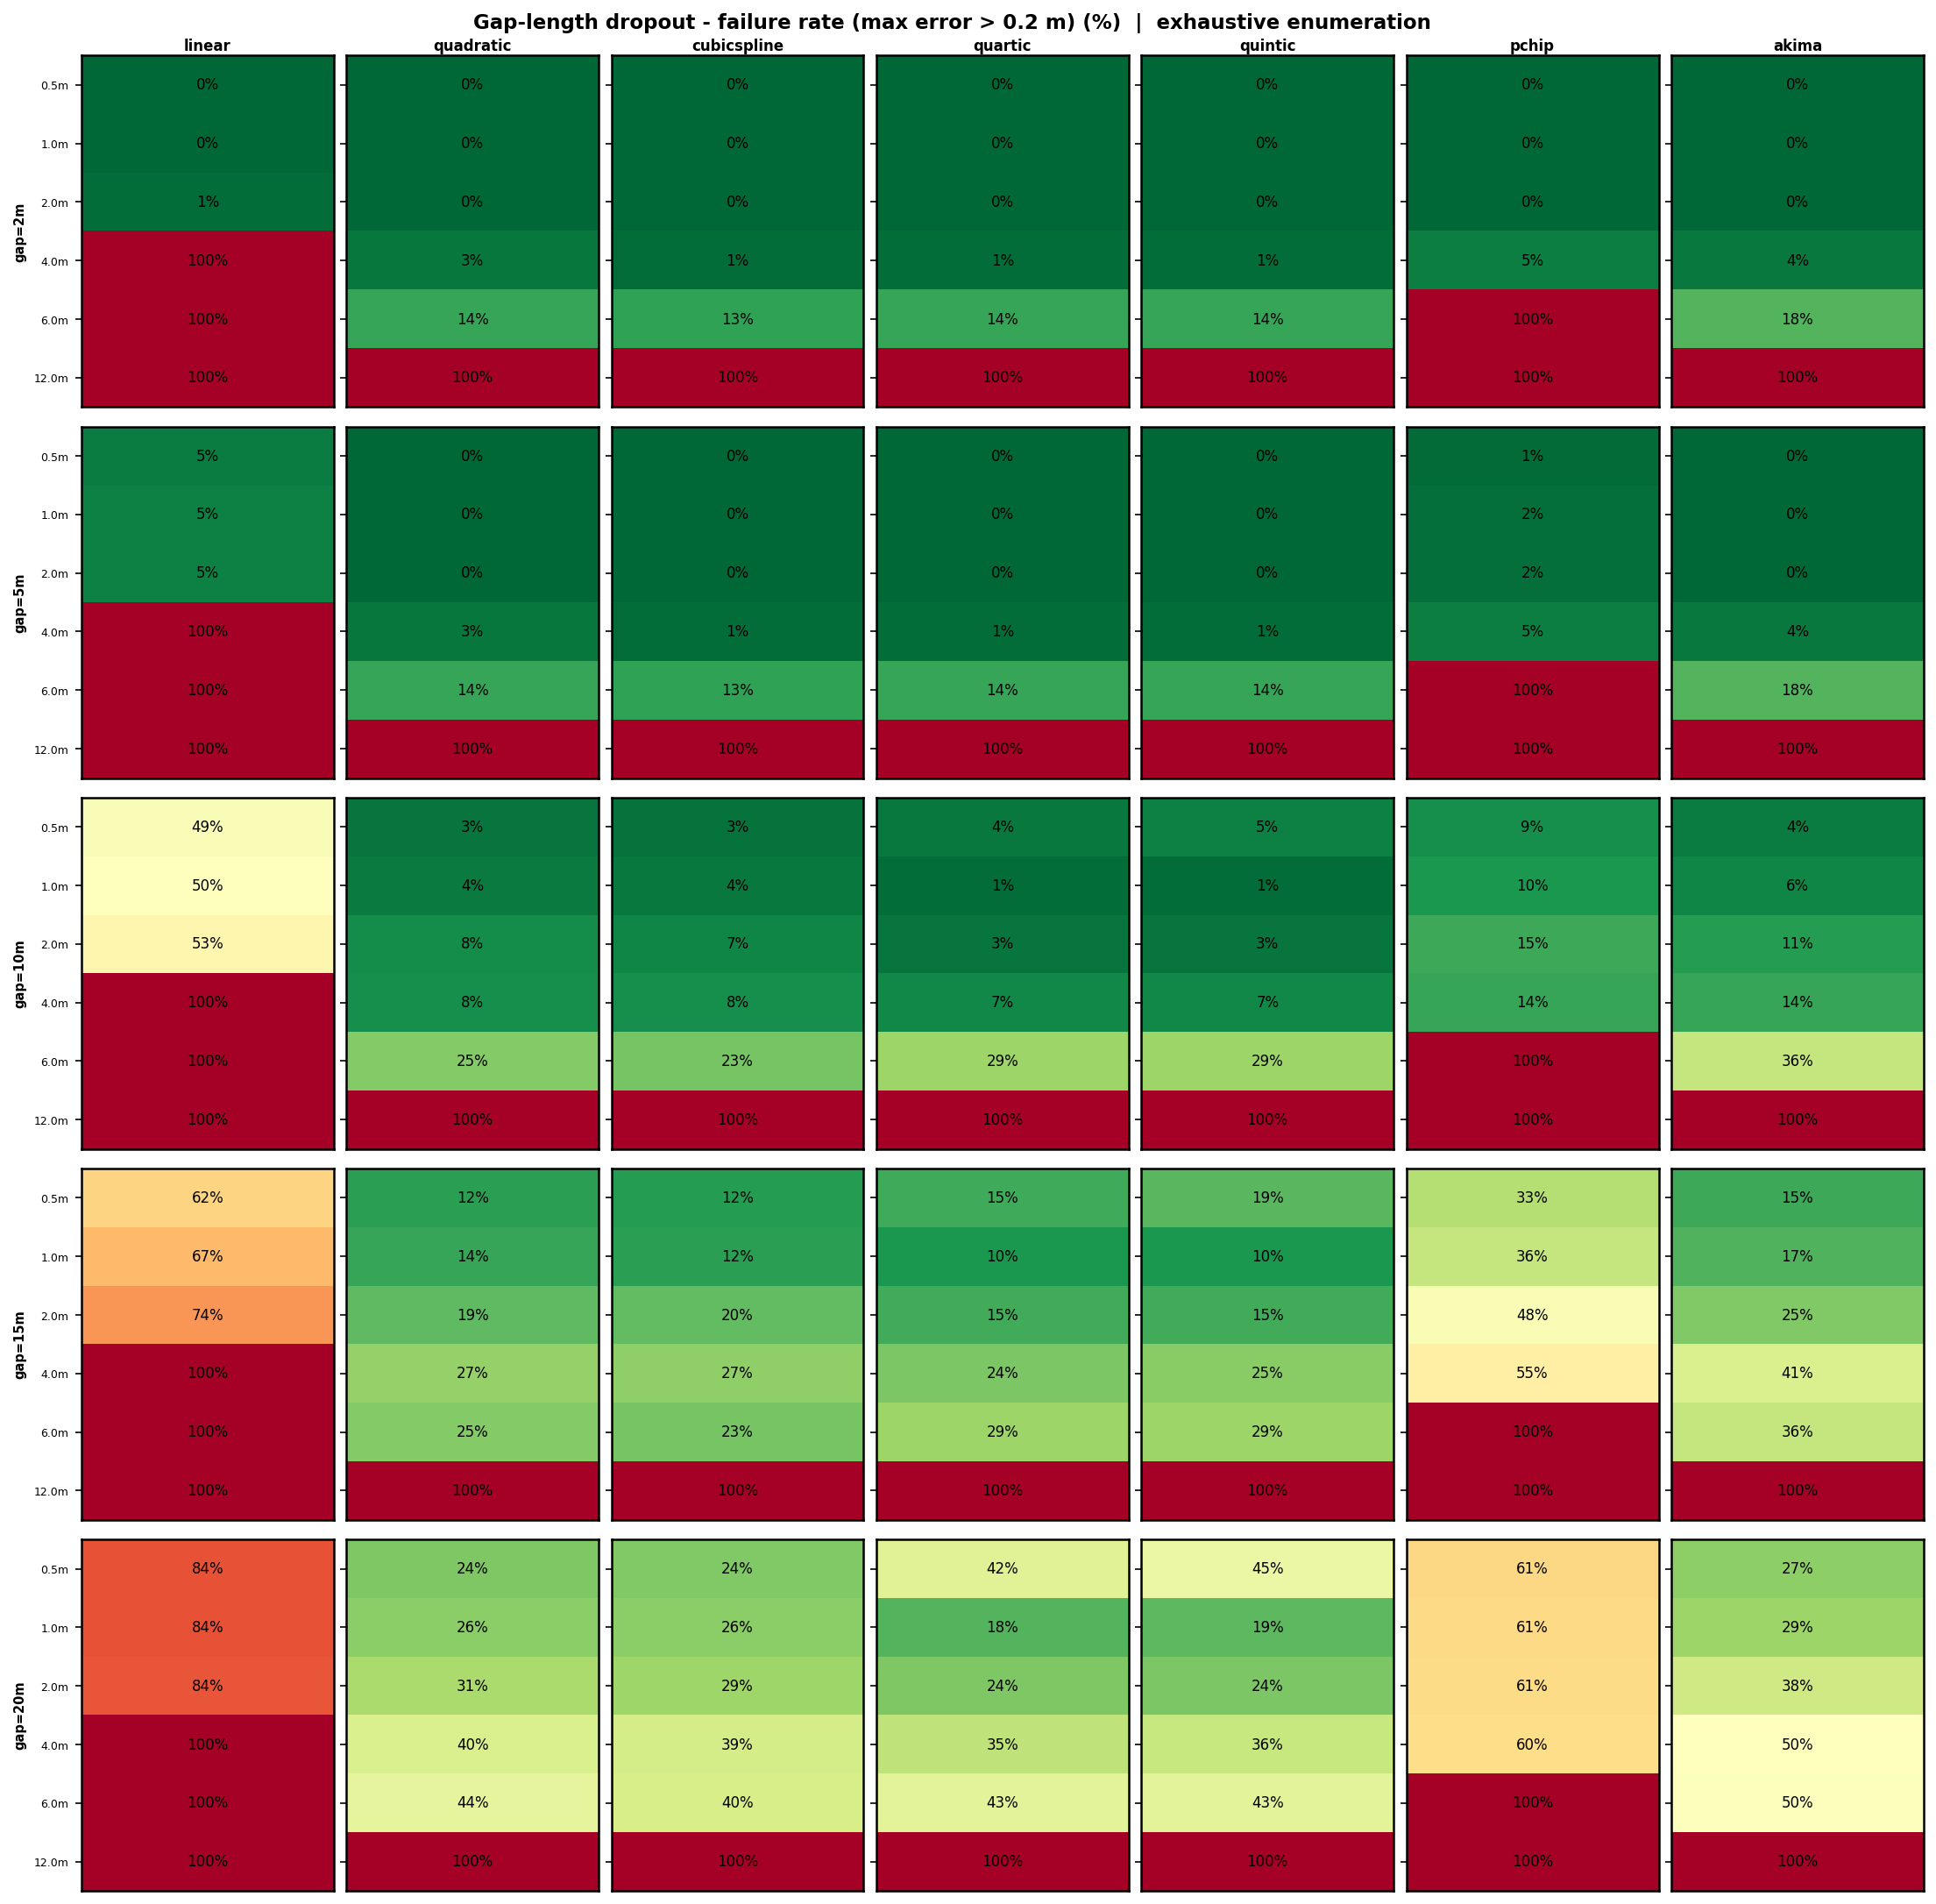 Gap-length dropout - failure rate (max error > 0.2 m) (%)  |  exhaustive enumeration
linear quadratic cubicspline quartic quintic pchip akima
gap=2m
0.5m 0% 0% 0% 0% 0% 0% 0%
1.0m 0% 0% 0% 0% 0% 0% 0%
2.0m 1% 0% 0% 0% 0% 0% 0%
4.0m 100% 3% 1% 1% 1% 5% 4%
6.0m 100% 14% 13% 14% 14% 100% 18%
12.0m 100% 100% 100% 100% 100% 100% 100%
gap=5m
0.5m 5% 0% 0% 0% 0% 1% 0%
1.0m 5% 0% 0% 0% 0% 2% 0%
2.0m 5% 0% 0% 0% 0% 2% 0%
4.0m 100% 3% 1% 1% 1% 5% 4%
6.0m 100% 14% 13% 14% 14% 100% 18%
12.0m 100% 100% 100% 100% 100% 100% 100%
gap=10m
0.5m 49% 3% 3% 4% 5% 9% 4%
1.0m 50% 4% 4% 1% 1% 10% 6%
2.0m 53% 8% 7% 3% 3% 15% 11%
4.0m 100% 8% 8% 7% 7% 14% 14%
6.0m 100% 25% 23% 29% 29% 100% 36%
12.0m 100% 100% 100% 100% 100% 100% 100%
gap=15m
0.5m 62% 12% 12% 15% 19% 33% 15%
1.0m 67% 14% 12% 10% 10% 36% 17%
2.0m 74% 19% 20% 15% 15% 48% 25%
4.0m 100% 27% 27% 24% 25% 55% 41%
6.0m 100% 25% 23% 29% 29% 100% 36%
12.0m 100% 100% 100% 100% 100% 100% 100%
gap=20m
0.5m 84% 24% 24% 42% 45% 61% 27%
1.0m 84% 26% 26% 18% 19% 61% 29%
2.0m 84% 31% 29% 24% 24% 61% 38%
4.0m 100% 40% 39% 35% 36% 60% 50%
6.0m 100% 44% 40% 43% 43% 100% 50%
12.0m 100% 100% 100% 100% 100% 100% 100%